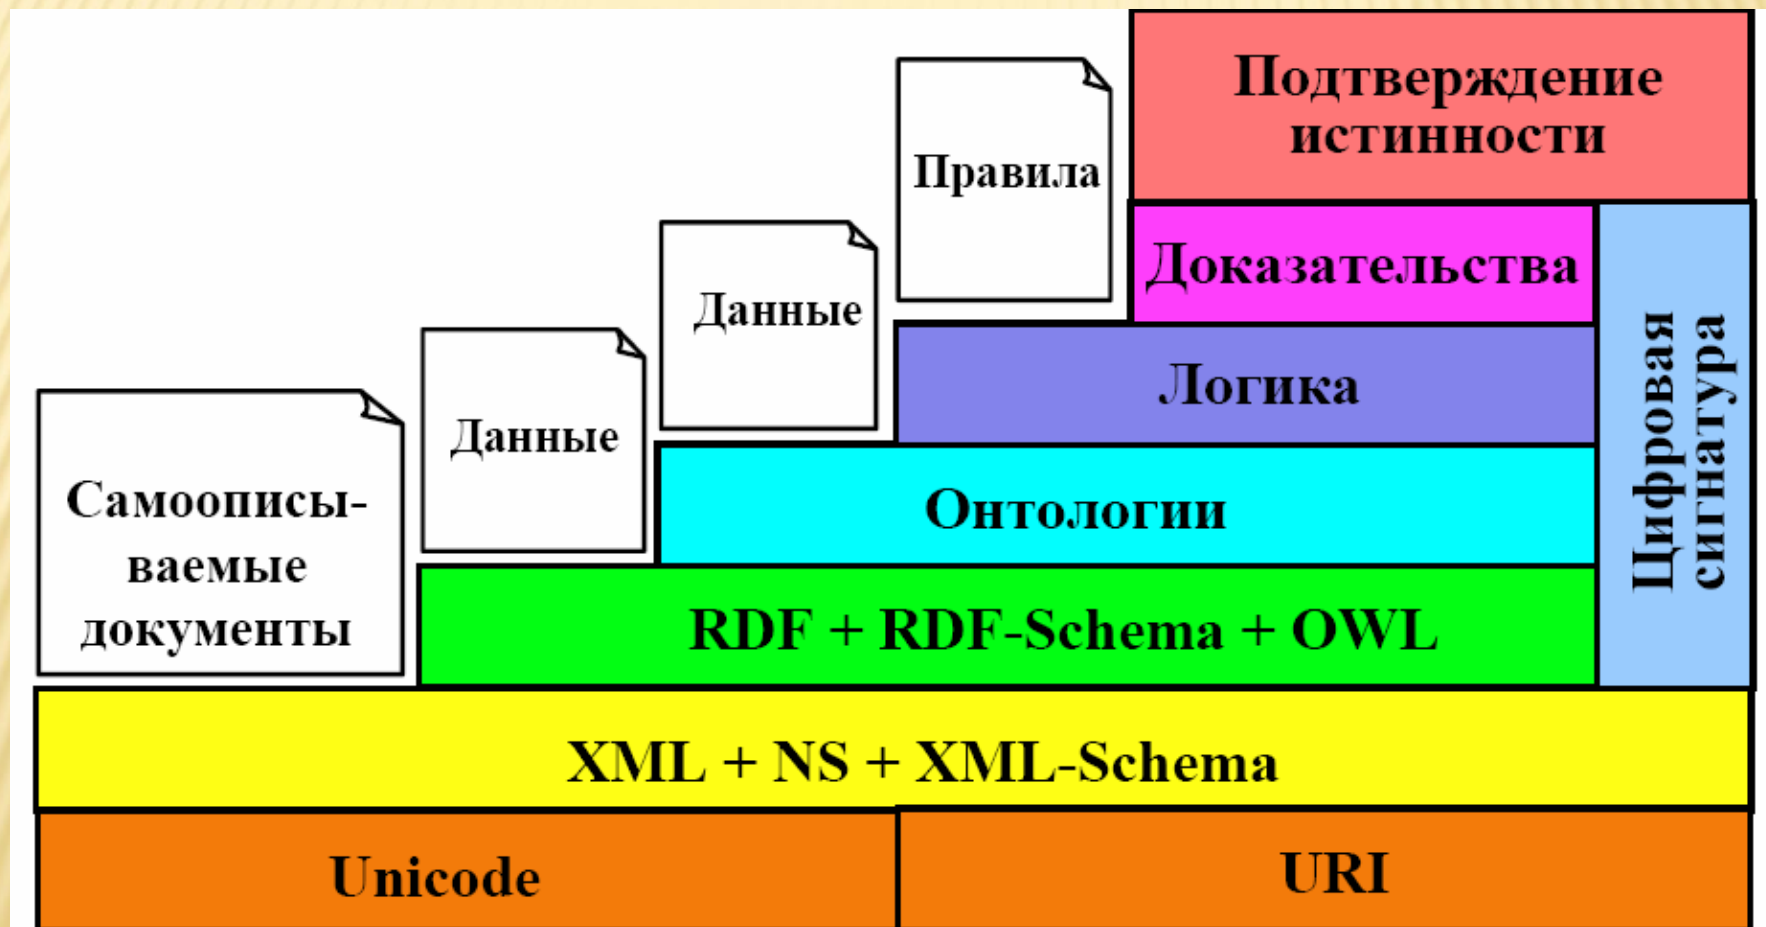 Подтверждение
истинности
Правила
Доказательства
Данные
Логика
Цифровая
сигнатура
Данные
Онтологии
Самоописы-
ваемые
документы
RDF + RDF-Schema + OWL
XML + NS + XML-Schema
Unicode
URI